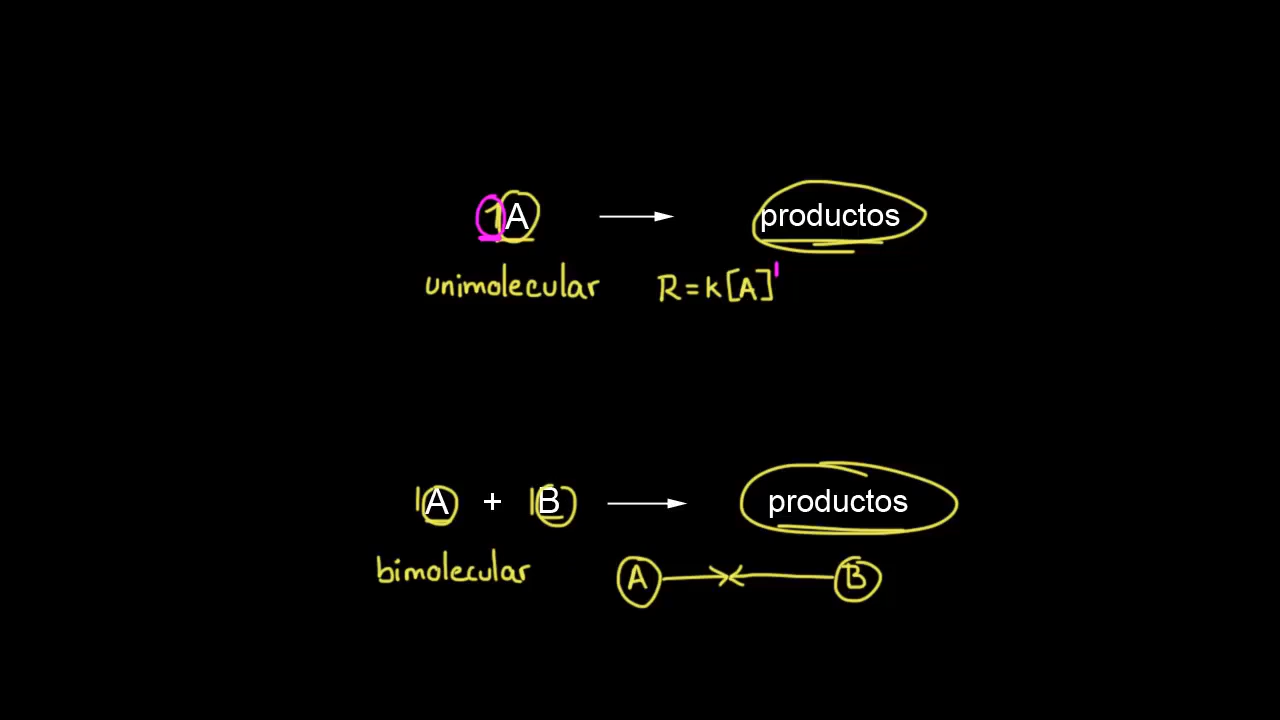 1A → productos
unimolecular R = k[A]¹
1A + 1B → productos
bimolecular A B